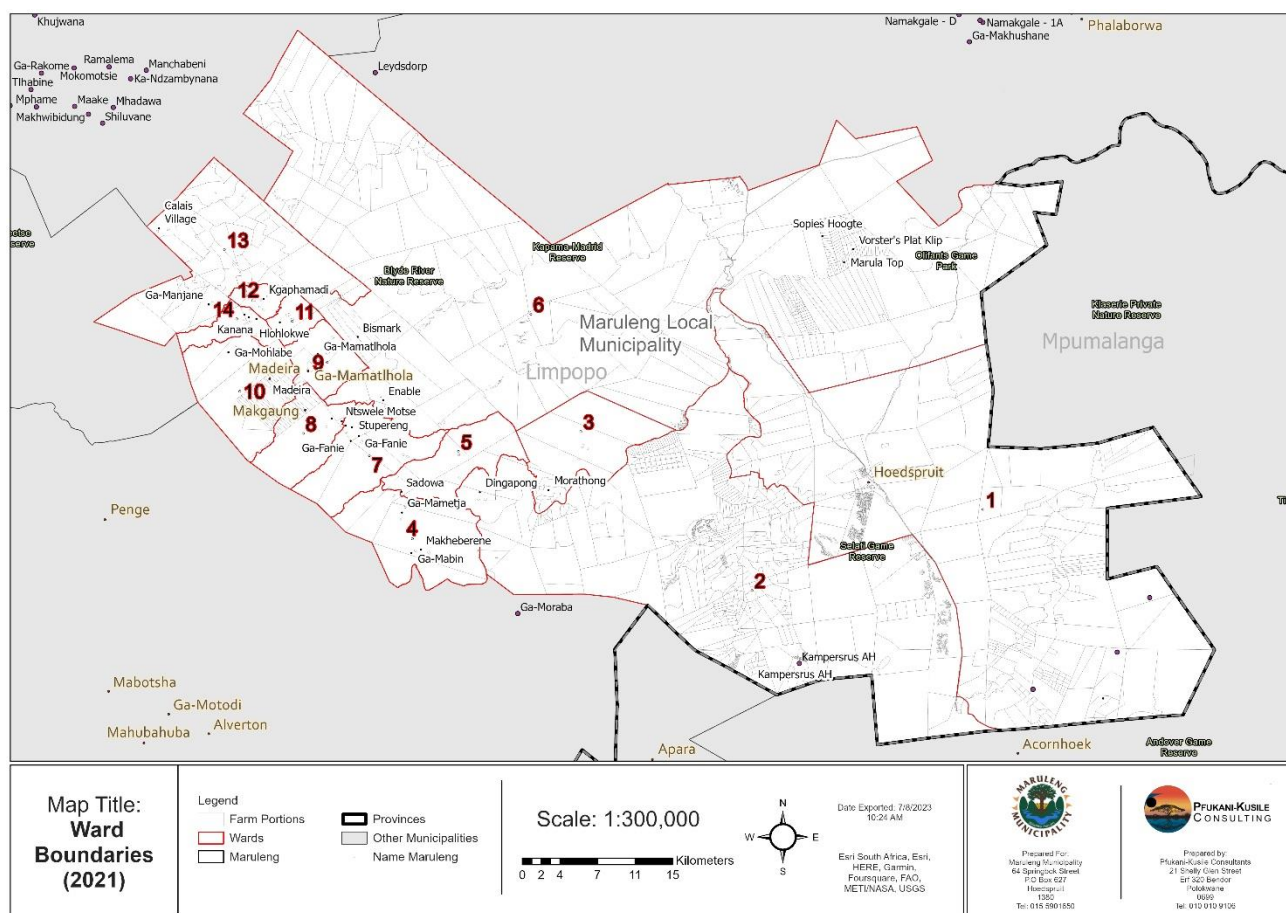 Khujwana
Namakgale - D
Namakgale - 1A
Ga-Makhushane
Phalaborwa
Ga-Rakome
Ramalema
Manchabeni
Mokomotsie
Ka-Ndzambynana
Leydsdorp
Tlhabine
Mphame
Maake
Mhadawa
Makhwibidung
Shiluvane
Calais
Village
13
Sopies Hoogte
Vorster's Plat Klip
Marula Top
Olifants Game
Park
Kapama-Madrid
Reserve
Blyde River
Nature Reserve
12
Kgaphamadi
Ga-Manjane
14
11
6
Klaserie Private
Nature Reserve
Mpumalanga
Kanana
Hlohlokwe
Bismark
Maruleng Local
Municipality
Ga-Mohlabe
Ga-Mamatlhola
9
Limpopo
Madeira
Ga-Mamatlhola
10
Madeira
Enable
Makgaung
8
Ntswele Motse
Stupereng
3
Ga-Fanie
Ga-Fanie
5
7
Hoedspruit
Sadowa
Dingapong
Morathong
1
Ga-Mametja
Penge
4
Makheberene
Ga-Mabin
Selati Game
Reserve
2
Ga-Moraba
Kampersrus AH
Kampersrus AH
Mabotsha
Ga-Motodi
Mahubahuba
Alverton
Apara
Acornhoek
Andover Game
Reserve
Map Title:
Ward
Boundaries
(2021)
Legend
Farm Portions
Wards
Maruleng
Provinces
Other Municipalities
Name Maruleng
Scale: 1:300,000
0 2 4 7 11 15 Kilometers
N
W E
S
Date Exported: 7/8/2023
10:24 AM
Esri South Africa, Esri,
HERE, Garmin,
Foursquare, FAO,
METI/NASA, USGS
MARULENG
MUNICIPALITY
Prepared For:
Maruleng Municipality
64 Springbok Street
P.O Box 627
Hoedspruit
1380
Tel: 015 5901650
PFUKANI-KUSILE
CONSULTING
Prepared by:
Pfukani-Kusile Consultants
21 Shelly Glen Street
Erf 320 Bendor
Polokwane
0699
Tel: 010 010 9106